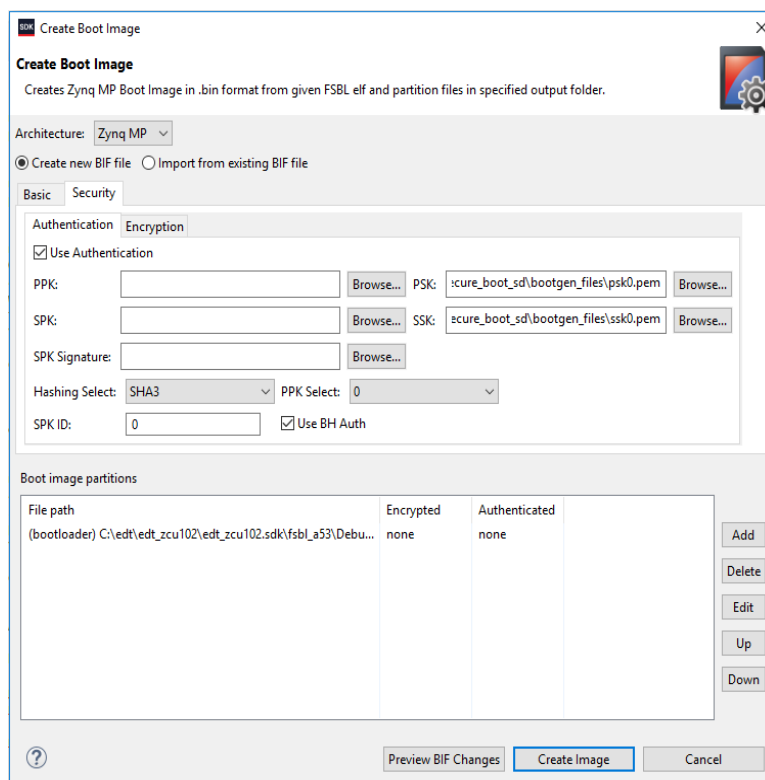 SDK Create Boot Image
Create Boot Image
Creates Zynq MP Boot Image in .bin format from given FSBL elf and partition files in specified output folder.
Architecture: Zynq MP
Create new BIF file Import from existing BIF file
Basic Security
Authentication Encryption
Use Authentication
PPK: Browse... PSK: ecure_boot_sd\bootgen_files\psk0.pem Browse...
SPK: Browse... SSK: ecure_boot_sd\bootgen_files\ssk0.pem Browse...
SPK Signature: Browse...
Hashing Select: SHA3 PPK Select: 0
SPK ID: 0 Use BH Auth
Boot image partitions
File path Encrypted Authenticated
(bootloader) C:\edt\edt_zcu102\edt_zcu102.sdk\fsbl_a53\Debu... none none
Add
Delete
Edit
Up
Down
? Preview BIF Changes Create Image Cancel